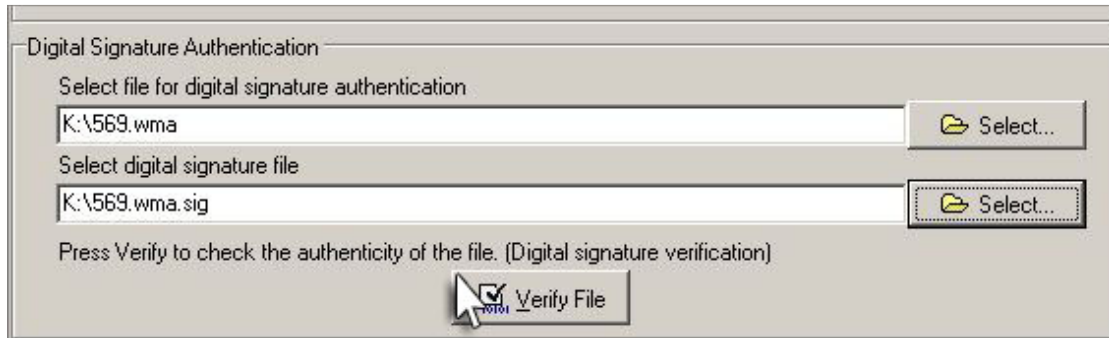 Digital Signature Authentication
Select file for digital signature authentication
K:\569.wma
Select...
Select digital signature file
K:\569.wma.sig
Select...
Press Verify to check the authenticity of the file. (Digital signature verification)
Verify File